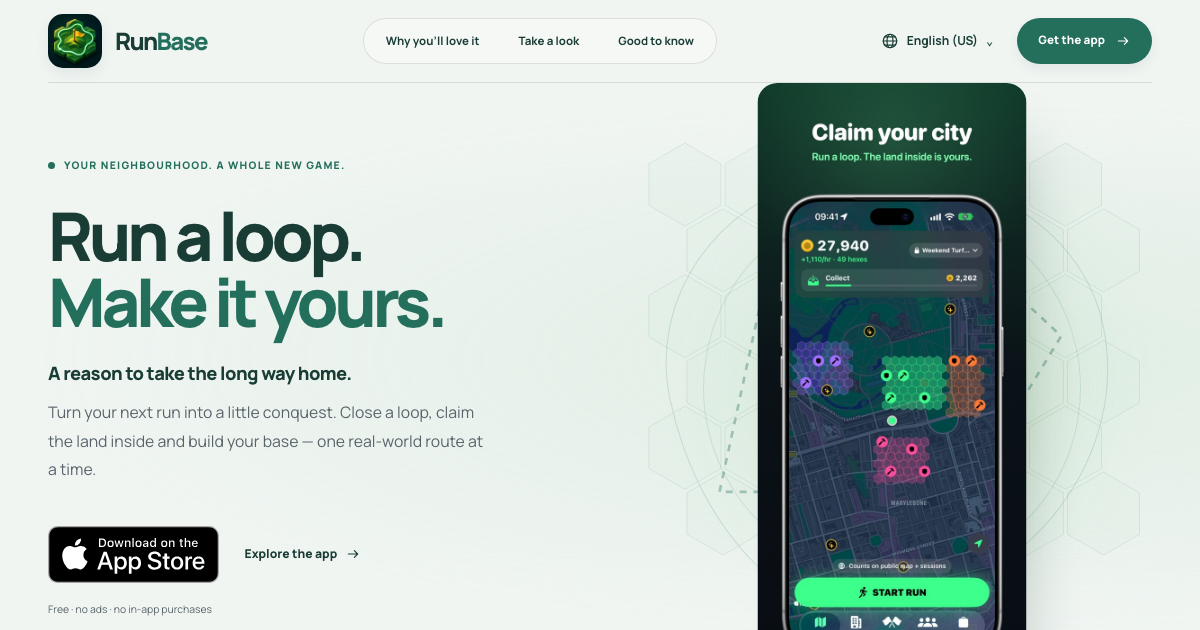 RunBase
Why you'll love it
Take a look
Good to know
English (US)
Get the app
YOUR NEIGHBOURHOOD. A WHOLE NEW GAME.
Run a loop.
Make it yours.
A reason to take the long way home.
Turn your next run into a little conquest. Close a loop, claim
the land inside and build your base — one real-world route at
a time.
Download on the
App Store
Explore the app
Free · no ads · no in-app purchases
Claim your city
Run a loop. The land inside is yours.
09:41
27,940
+1,110/hr · 49 hexes
Weekend Turf...
Collect
2,262
MARYLEBONE
Counts on public map + sessions
START RUN